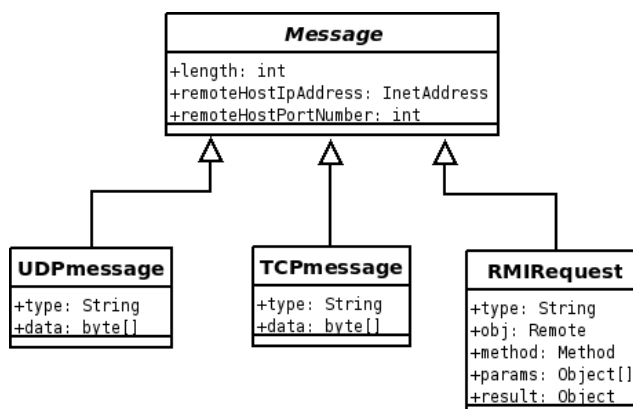 Message
+length: int
+remoteHostIpAddress: InetAddress
+remoteHostPortNumber: int
UDPmessage
+type: String
+data: byte[]
TCPmessage
+type: String
+data: byte[]
RMIRequest
+type: String
+obj: Remote
+method: Method
+params: Object[]
+result: Object